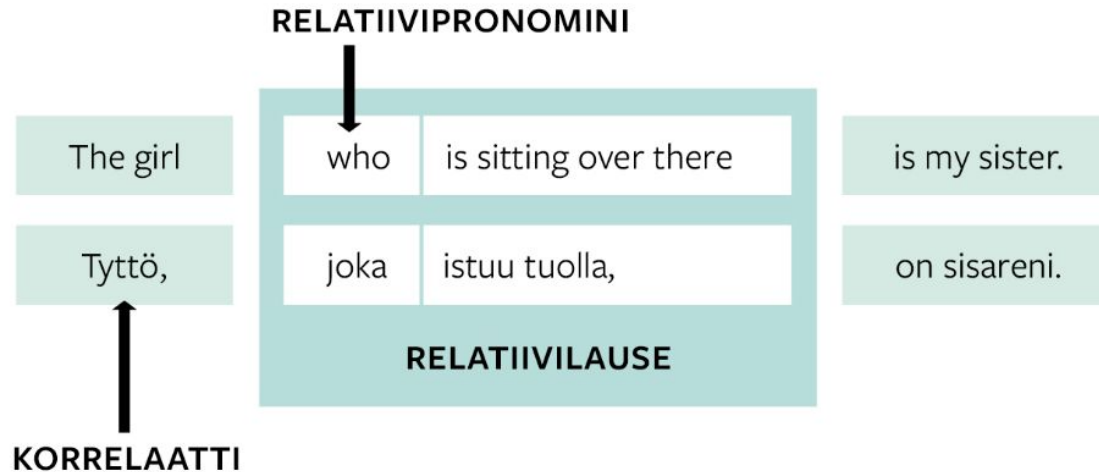 RELATIIVIPRONOMINI
The girl who is sitting over there is my sister.
Tyttö, joka istuu tuolla, on sisareni.
RELATIIVILAUSE
KORRELAATTI